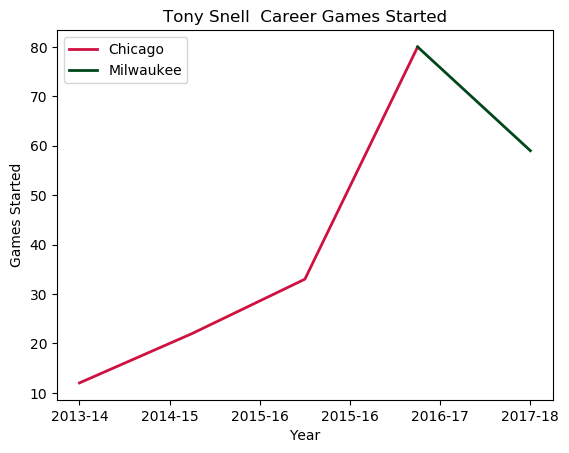 Tony Snell  Career Games Started
Chicago
Milwaukee
80
70
60
50
40
30
20
10
Games Started
2013-14 2014-15 2015-16 2015-16 2016-17 2017-18
Year